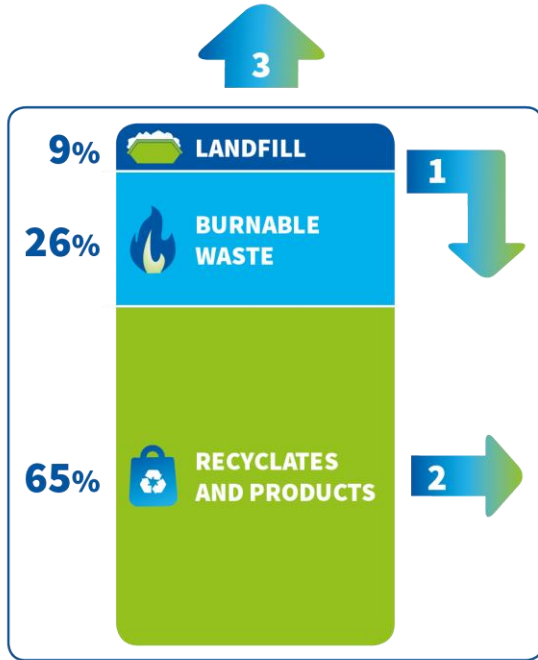 3
9% LANDFILL 1
26% BURNABLE
WASTE
65% RECYCLATES
AND PRODUCTS 2